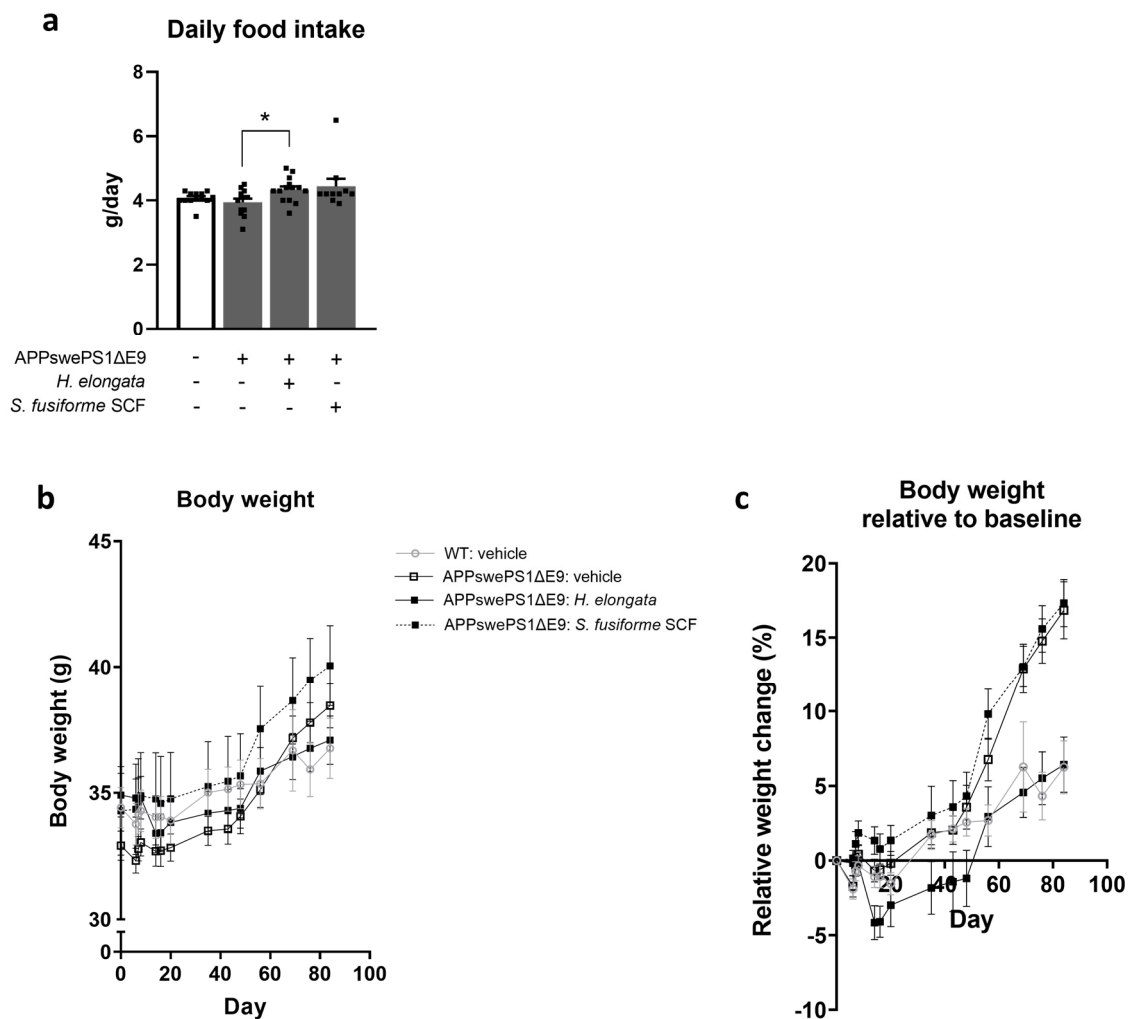 a
Daily food intake
8
6
4
2
0
g/day
*
APPswePS1ΔE9 - + + +
H. elongata - - + -
S. fusiforme SCF - - - +
b
Body weight
45
40
35
30
0
Body weight (g)
0 20 40 60 80 100
Day
WT: vehicle
APPswePS1ΔE9: vehicle
APPswePS1ΔE9: H. elongata
APPswePS1ΔE9: S. fusiforme SCF
c
Body weight
relative to baseline
20
15
10
5
0
-5
-10
Relative weight change (%)
20 40 60 80 100
Day